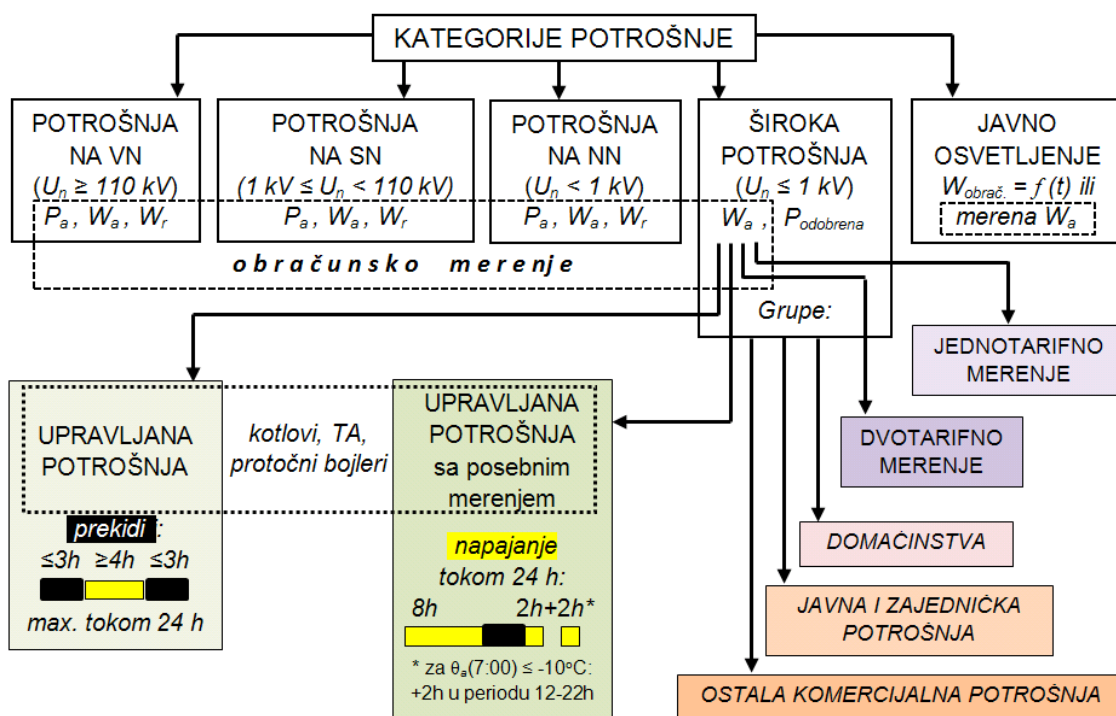 KATEGORIJE POTROŠNJE
POTROŠNJA
NA VN
(Uₙ ≥ 110 kV)
Pₐ , Wₐ , Wᵣ
POTROŠNJA
NA SN
(1 kV ≤ Uₙ < 110 kV)
Pₐ , Wₐ , Wᵣ
POTROŠNJA
NA NN
(Uₙ < 1 kV)
Pₐ , Wₐ , Wᵣ
ŠIROKA
POTROŠNJA
(Uₙ ≤ 1 kV)
Wₐ , P odobrena
Grupe:
JAVNO
OSVETLJENJE
W obrač. = f (t) ili
merena Wₐ
obračunsko merenje
UPRAVLJANA
POTROŠNJA
prekidi :
≤3h ≥4h ≤3h
max. tokom 24 h
kotlovi, TA,
protočni bojleri
UPRAVLJANA
POTROŠNJA
sa posebnim
merenjem
napajanje
tokom 24 h:
8h 2h+2h*
* za θₐ(7:00) ≤ -10°C:
+2h u periodu 12-22h
JEDNOTARIFNO
MERENJE
DVOTARIFNO
MERENJE
DOMAĆINSTVA
JAVNA I ZAJEDNIČKA
POTROŠNJA
OSTALA KOMERCIJALNA POTROŠNJA